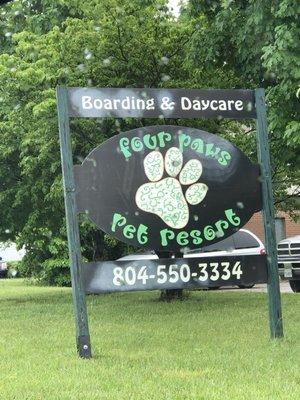 Boarding & Daycare
four paws
pet resort
804-550-3334